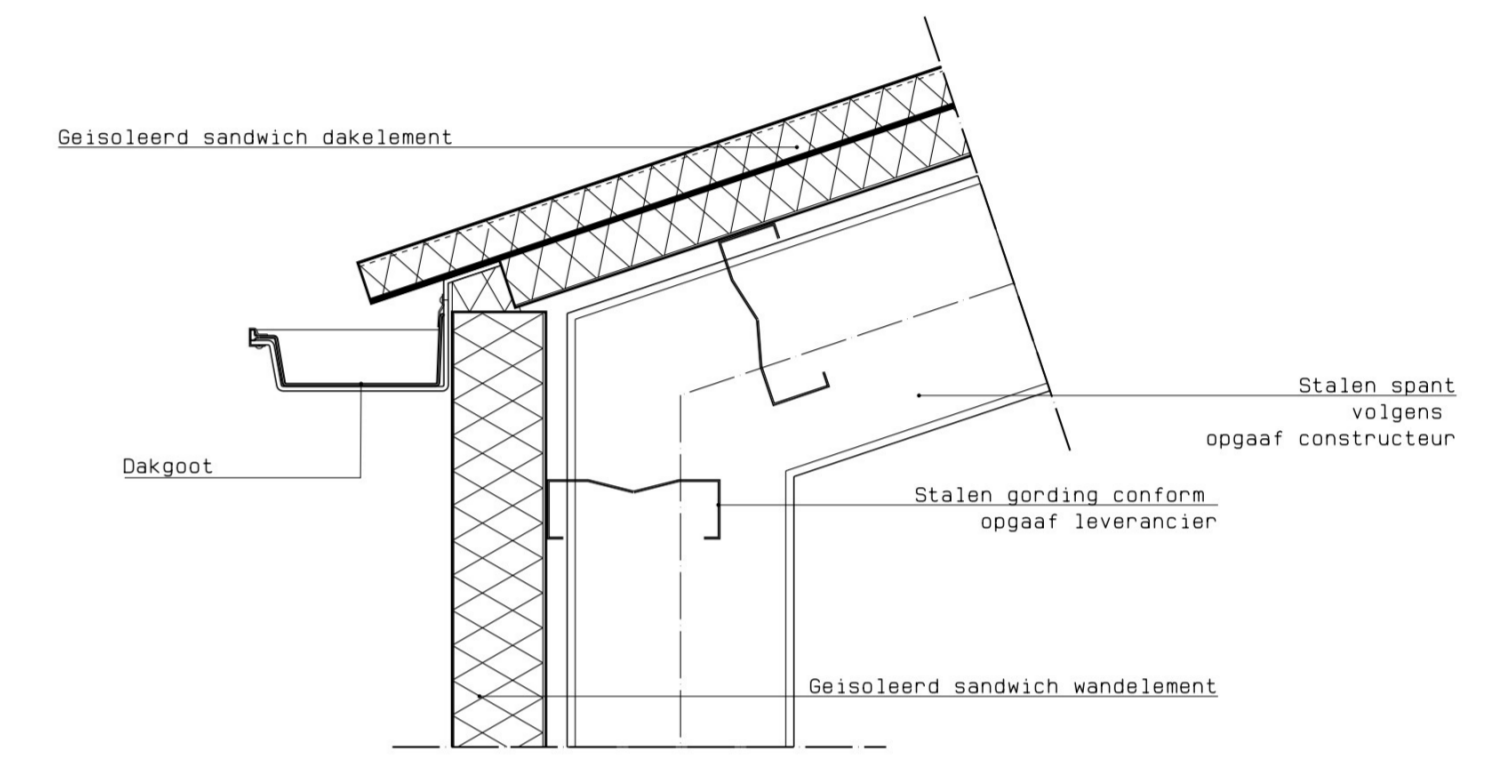 Geisoleerd sandwich dakelement
Stalen spant
volgens
opgaaf constructeur
Dakgoot
Stalen gording conform
opgaaf leverancier
Geisoleerd sandwich wandelement